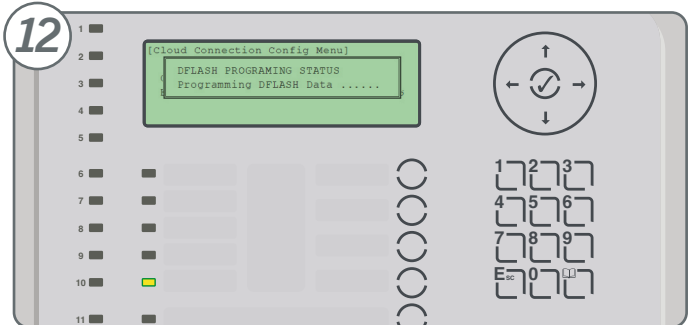 12
1
2
3
4
5
6
7
8
9
10
11
[Cloud Connection Config Menu]
DFLASH PROGRAMING STATUS
Programming DFLASH Data ......
1 2 3
4 5 6
7 8 9
Esc 0